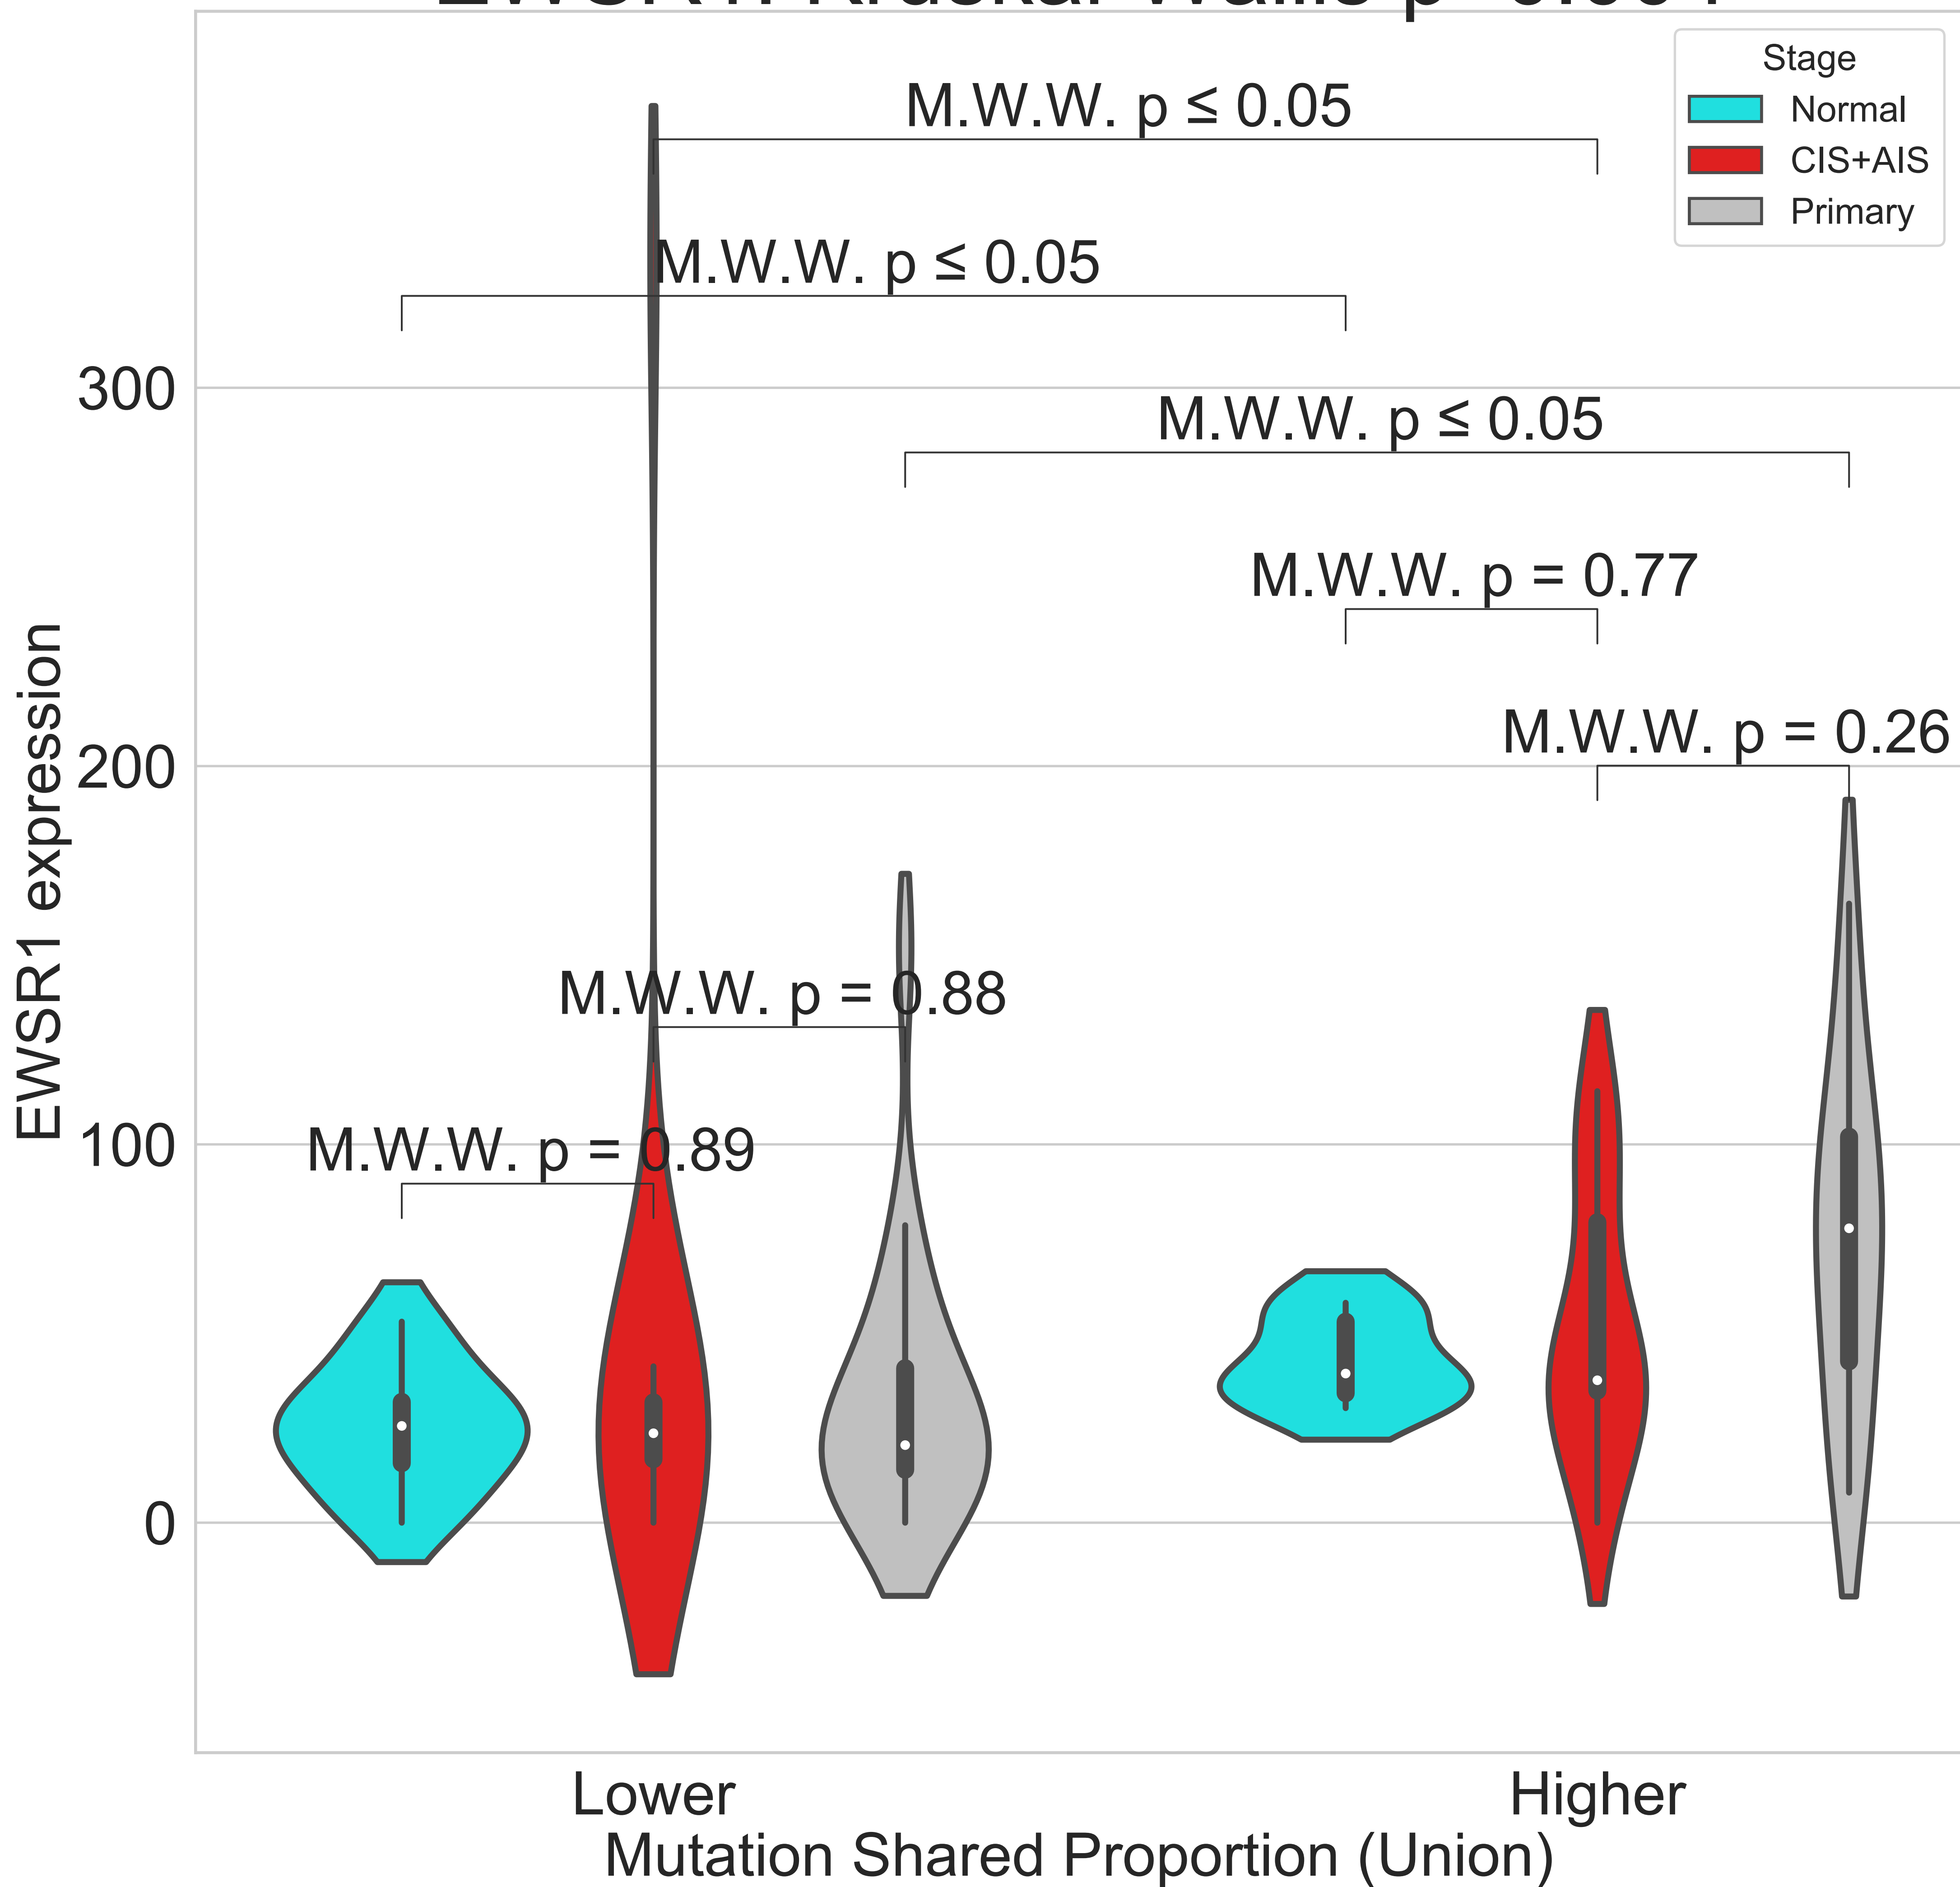 Stage
Normal
CIS+AIS
Primary
M.W.W. p ≤ 0.05
M.W.W. p ≤ 0.05
M.W.W. p ≤ 0.05
M.W.W. p = 0.77
M.W.W. p = 0.26
M.W.W. p = 0.88
M.W.W. p = 0.89
EWSR1 expression
300
200
100
0
Lower
Higher
Mutation Shared Proportion (Union)